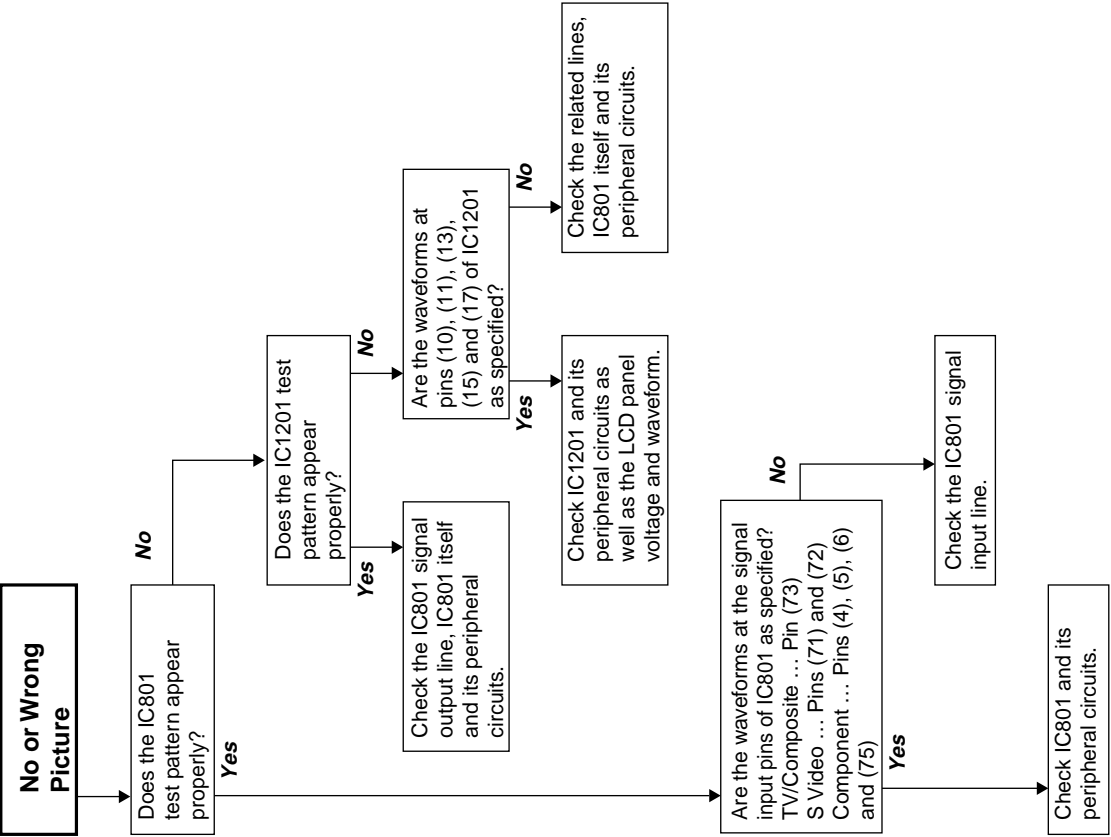 No or Wrong
Picture
Does the IC801
test pattern appear
properly?
No
Yes
Does the IC1201 test
pattern appear
properly?
No
Yes
Check the IC801 signal
output line, IC801 itself
and its peripheral
circuits.
Are the waveforms at
pins (10), (11), (13),
(15) and (17) of IC1201
as specified?
No
Yes
Check IC1201 and its
peripheral circuits as
well as the LCD panel
voltage and waveform.
Check the related lines,
IC801 itself and its
peripheral circuits.
Are the waveforms at the signal
input pins of IC801 as specified?
TV/Composite … Pin (73)
S Video … Pins (71) and (72)
Component … Pins (4), (5), (6)
and (75)
No
Yes
Check the IC801 signal
input line.
Check IC801 and its
peripheral circuits.